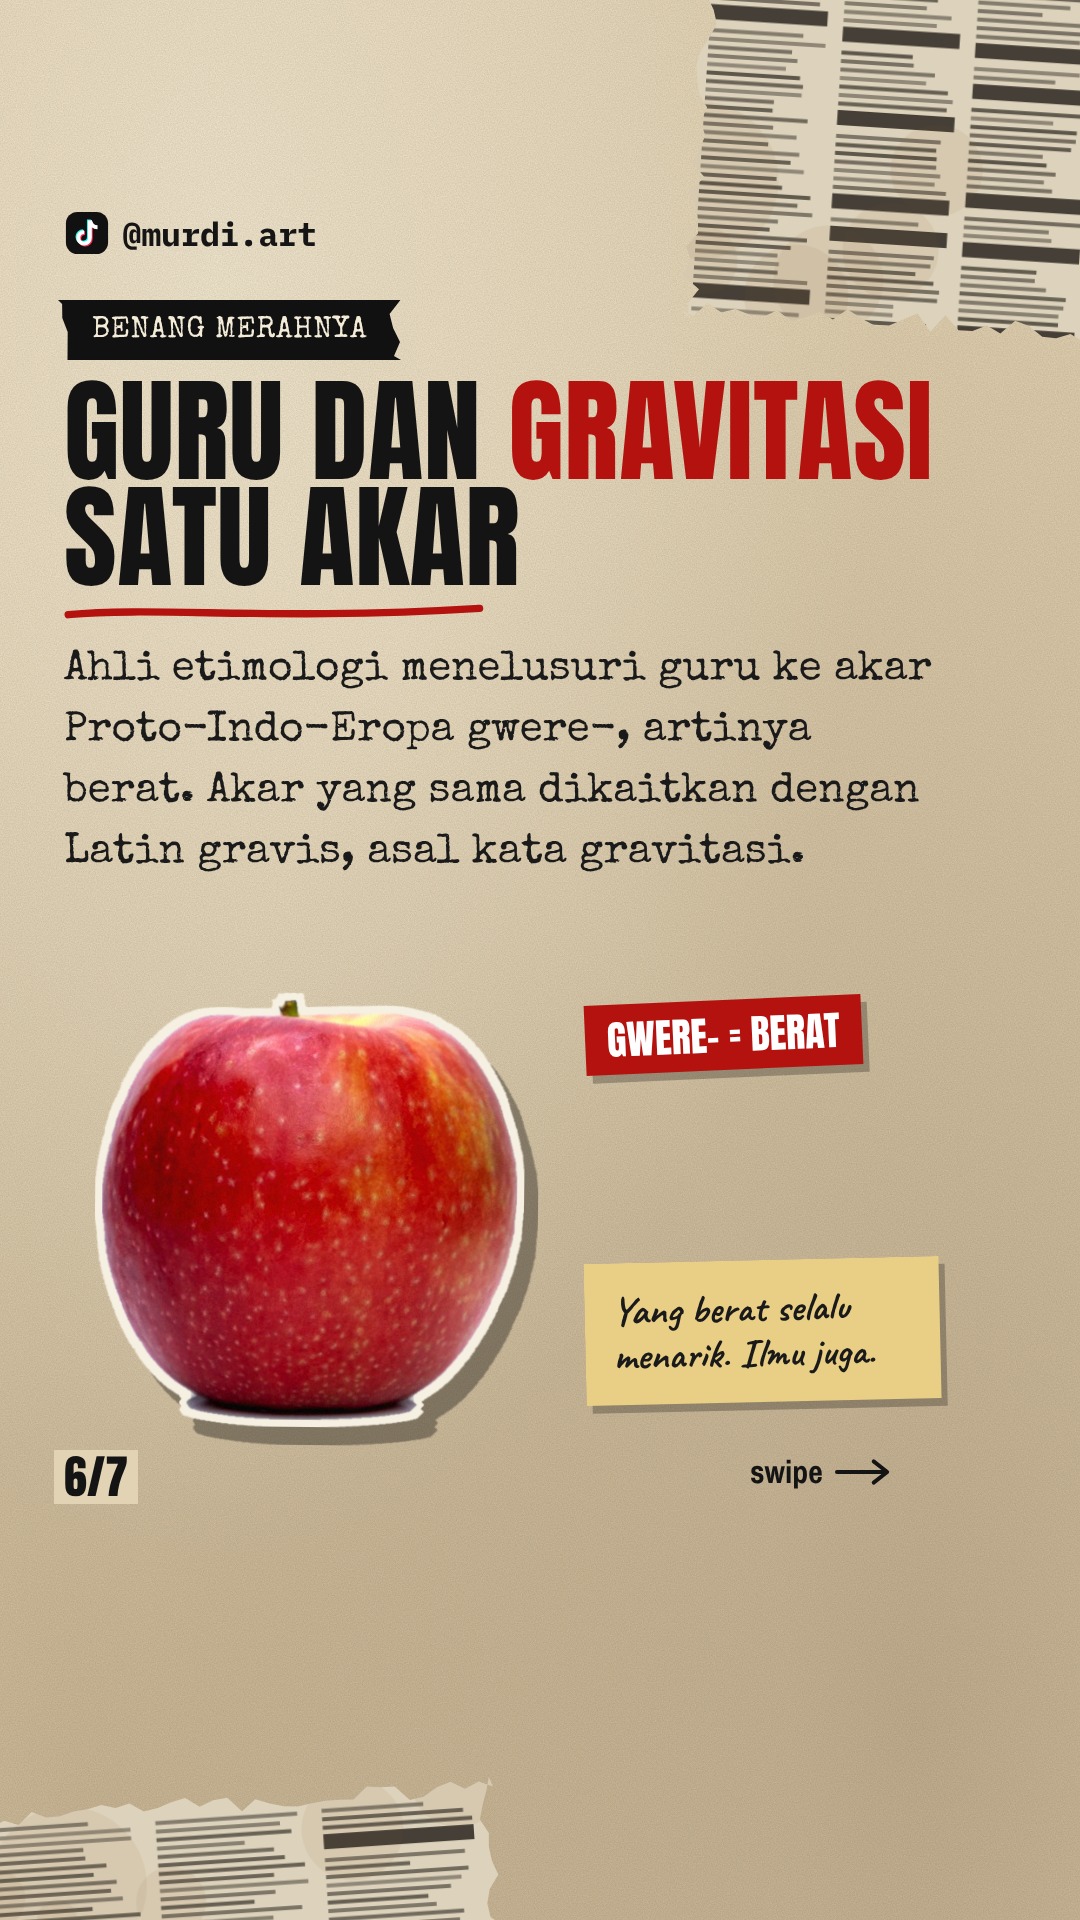 @murdi.art
BENANG MERAHNYA
GURU DAN GRAVITASI
SATU AKAR
Ahli etimologi menelusuri guru ke akar
Proto-Indo-Eropa gwere-, artinya
berat. Akar yang sama dikaitkan dengan
Latin gravis, asal kata gravitasi.
GWERE- = BERAT
Yang berat selalu
menarik. Ilmu juga.
6/7
swipe →